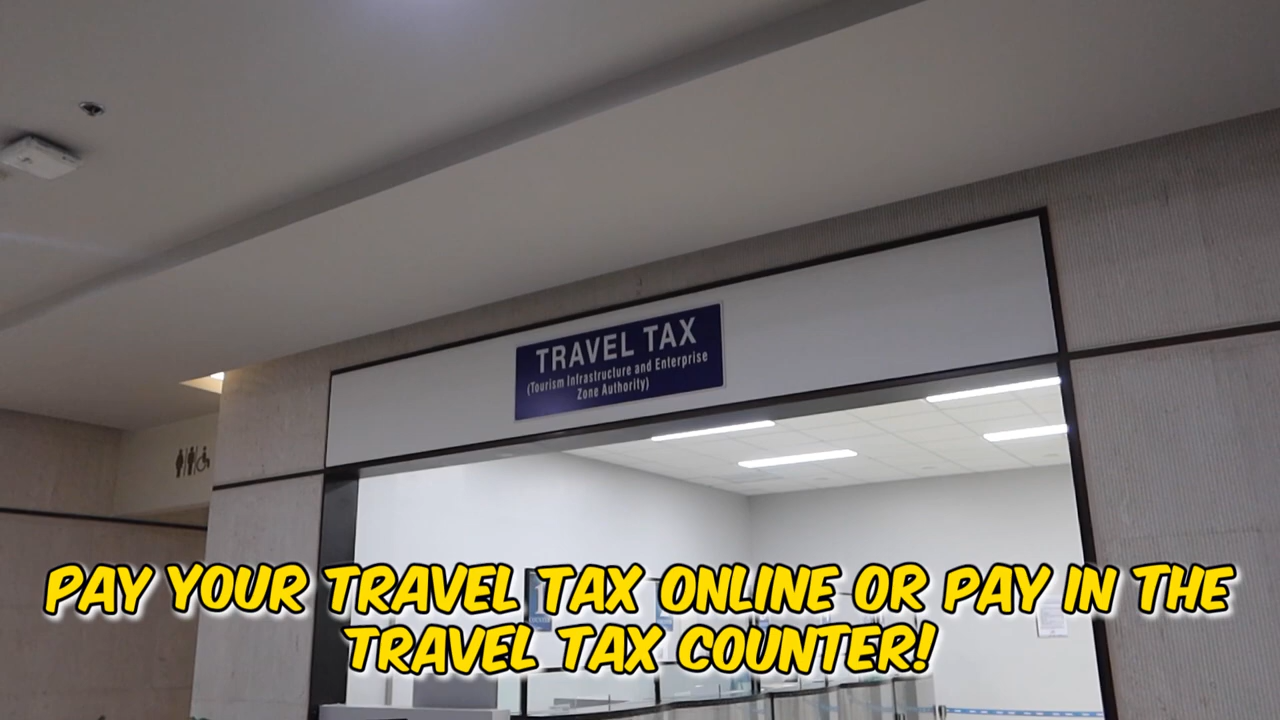 TRAVEL TAX
(Tourism Infrastructure and Enterprise
Zone Authority)
PAY YOUR TRAVEL TAX ONLINE OR PAY IN THE
TRAVEL TAX COUNTER!